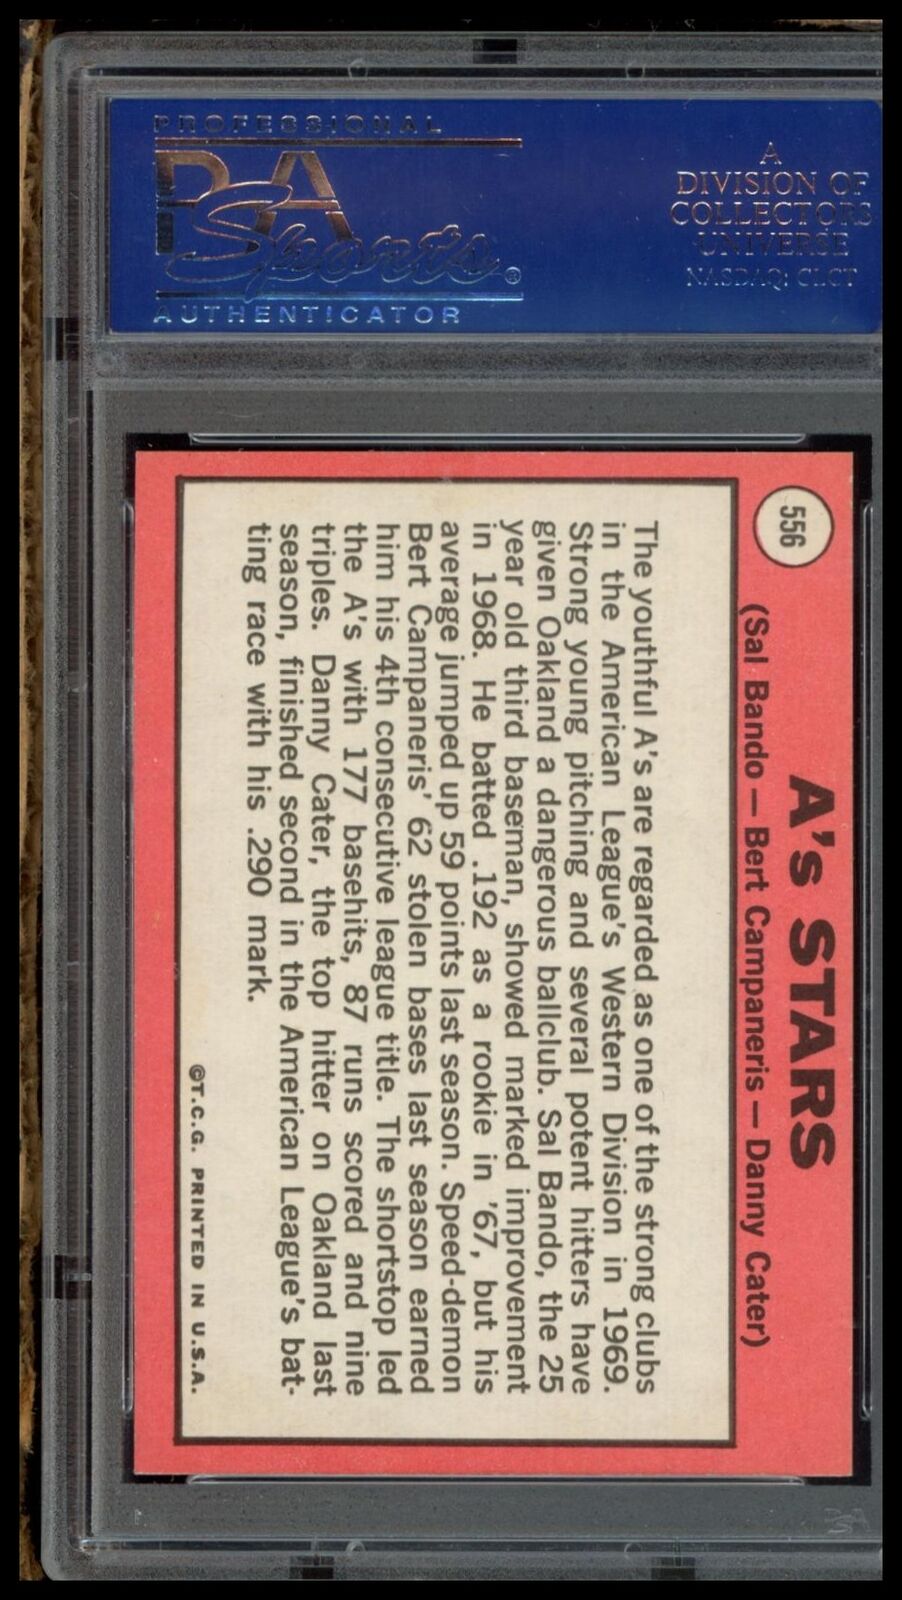 PROFESSIONAL
PSA
Sports®
AUTHENTICATOR
A
DIVISION OF
COLLECTORS
UNIVERSE
NASDAQ: CLCT
556
A's STARS
(Sal Bando — Bert Campaneris — Danny Cater)
The youthful A's are regarded as one of the strong clubs
in the American League's Western Division in 1969.
Strong young pitching and several potent hitters have
given Oakland a dangerous ballclub. Sal Bando, the 25
year old third baseman, showed marked improvement
in 1968. He batted .192 as a rookie in '67, but his
average jumped up 59 points last season. Speed-demon
Bert Campaneris' 62 stolen bases last season earned
him his 4th consecutive league title. The shortstop led
the A's with 177 basehits, 87 runs scored and nine
triples. Danny Cater, the top hitter on Oakland last
season, finished second in the American League's bat-
ting race with his .290 mark.
©T.C.G. PRINTED IN U.S.A.
PSA